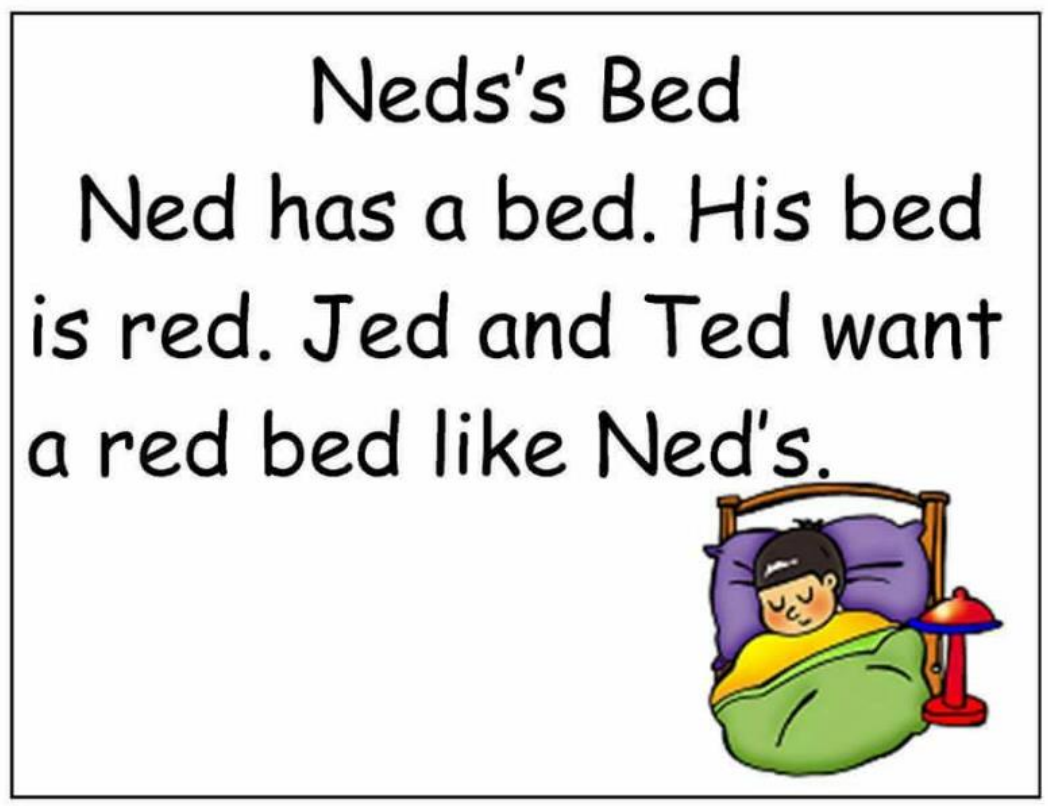 Neds's Bed
Ned has a bed. His bed
is red. Jed and Ted want
a red bed like Ned's.